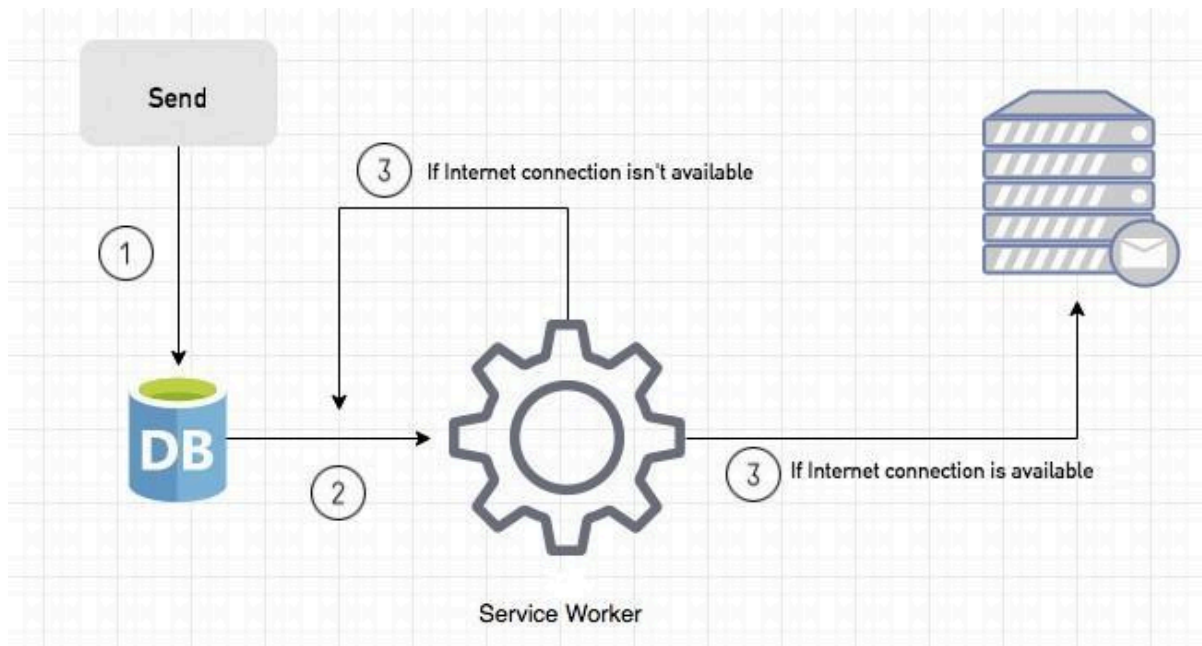 Send
3 If Internet connection isn't available
1
DB
2
3 If Internet connection is available
Service Worker